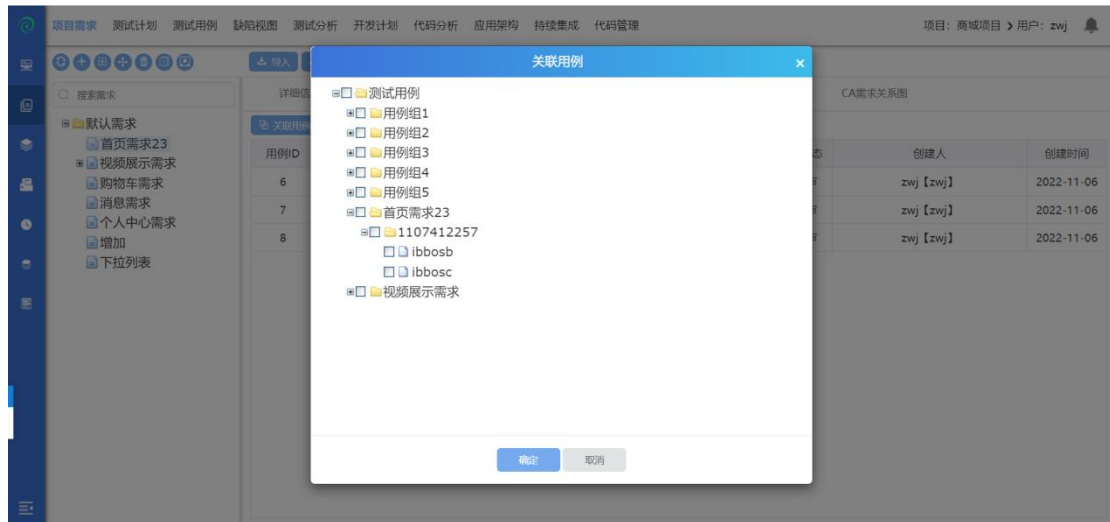 项目需求 测试计划 测试用例 缺陷视图 测试分析 开发计划 代码分析 应用架构 持续集成 代码管理 项目：商城项目 用户：zwj
导入
关联用例
搜索需求
详细信
CA需求关系图
默认需求
首页需求23
视频展示需求
购物车需求
消息需求
个人中心需求
增加
下拉列表
关联用例
用例ID 态 创建人 创建时间
6 zwj【zwj】 2022-11-06
7 zwj【zwj】 2022-11-06
8 zwj【zwj】 2022-11-06
测试用例
用例组1
用例组2
用例组3
用例组4
用例组5
首页需求23
1107412257
ibbosb
ibbosc
视频展示需求
确定 取消